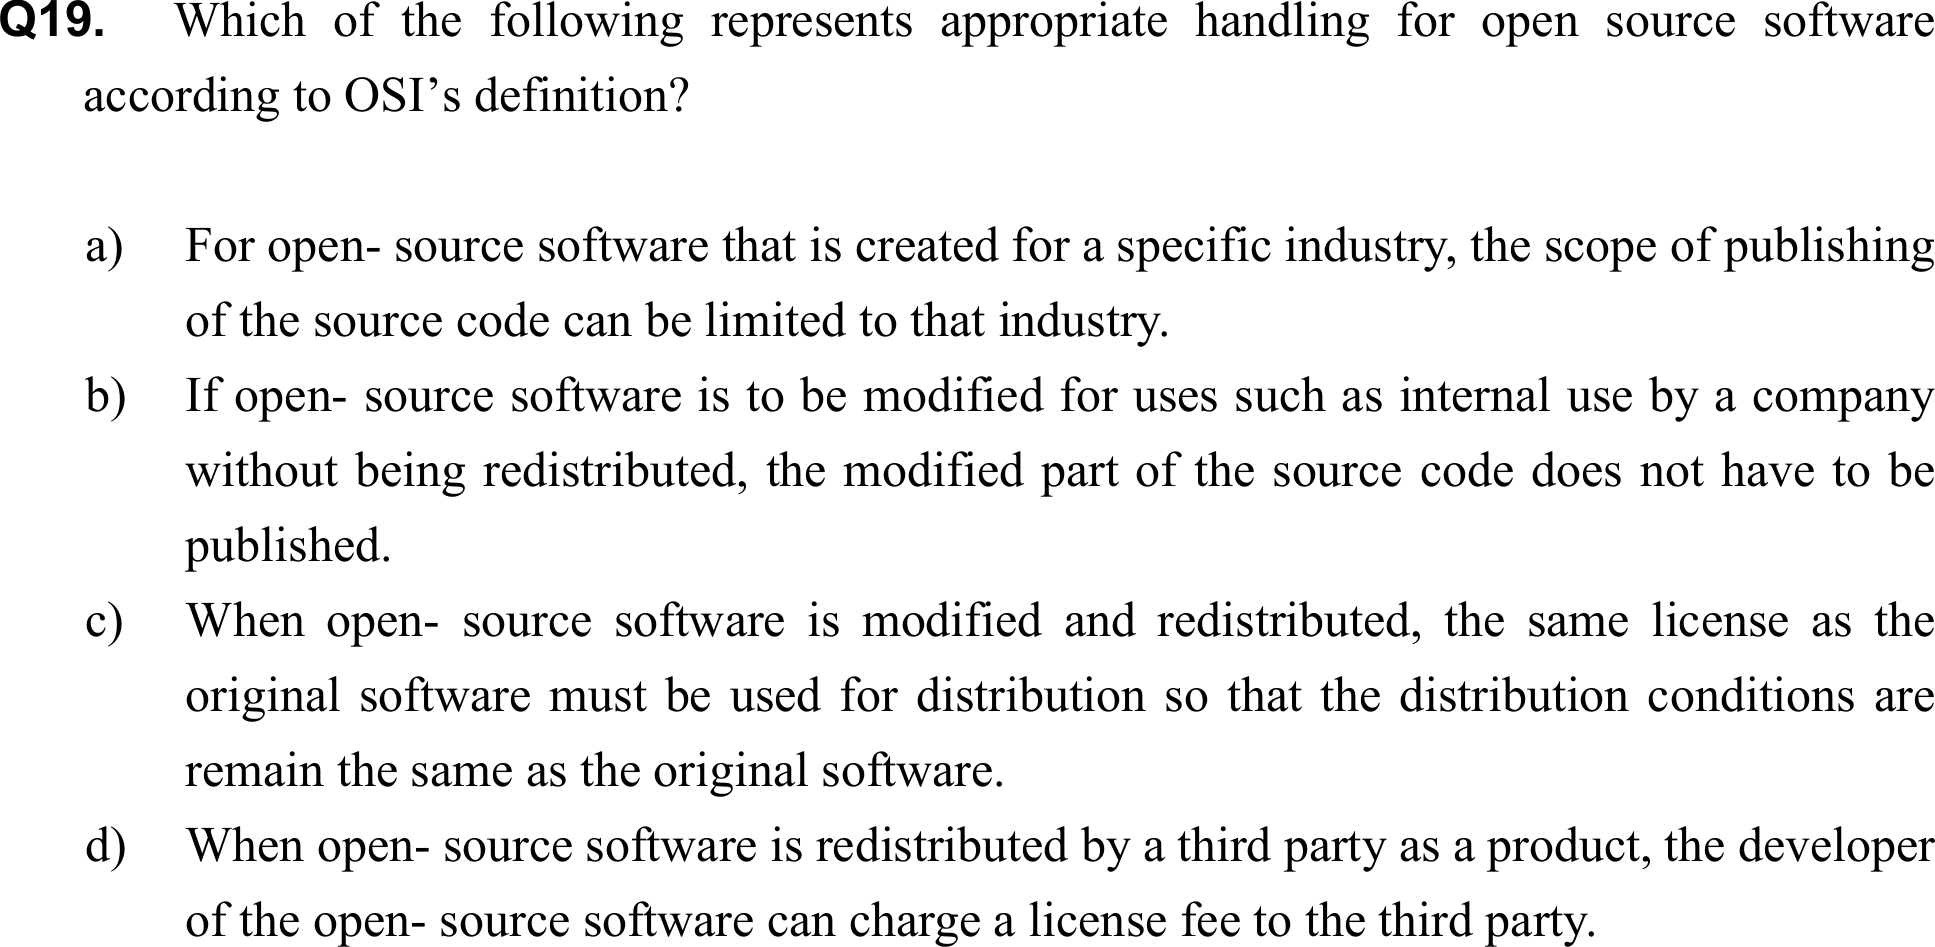 Q19. Which of the following represents appropriate handling for open source software
according to OSI’s definition?
a) For open- source software that is created for a specific industry, the scope of publishing
of the source code can be limited to that industry.
b) If open- source software is to be modified for uses such as internal use by a company
without being redistributed, the modified part of the source code does not have to be
published.
c) When open- source software is modified and redistributed, the same license as the
original software must be used for distribution so that the distribution conditions are
remain the same as the original software.
d) When open- source software is redistributed by a third party as a product, the developer
of the open- source software can charge a license fee to the third party.